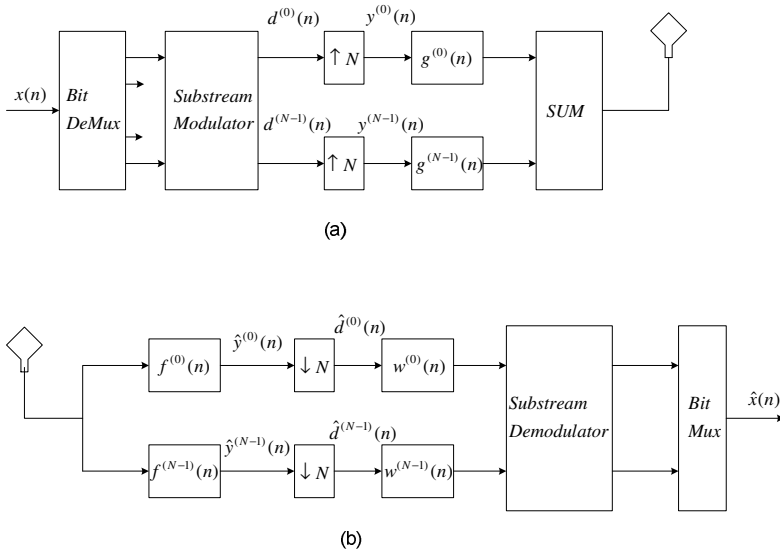 d^{(0)}(n) y^{(0)}(n)
x(n) Bit DeMux Substream Modulator ↑ N g^{(0)}(n) SUM
d^{(N-1)}(n) y^{(N-1)}(n)
↑ N g^{(N-1)}(n)
(a)
ŷ^{(0)}(n) d̂^{(0)}(n)
f^{(0)}(n) ↓ N w^{(0)}(n)
Substream Demodulator Bit Mux x̂(n)
ŷ^{(N-1)}(n) d̂^{(N-1)}(n)
f^{(N-1)}(n) ↓ N w^{(N-1)}(n)
(b)